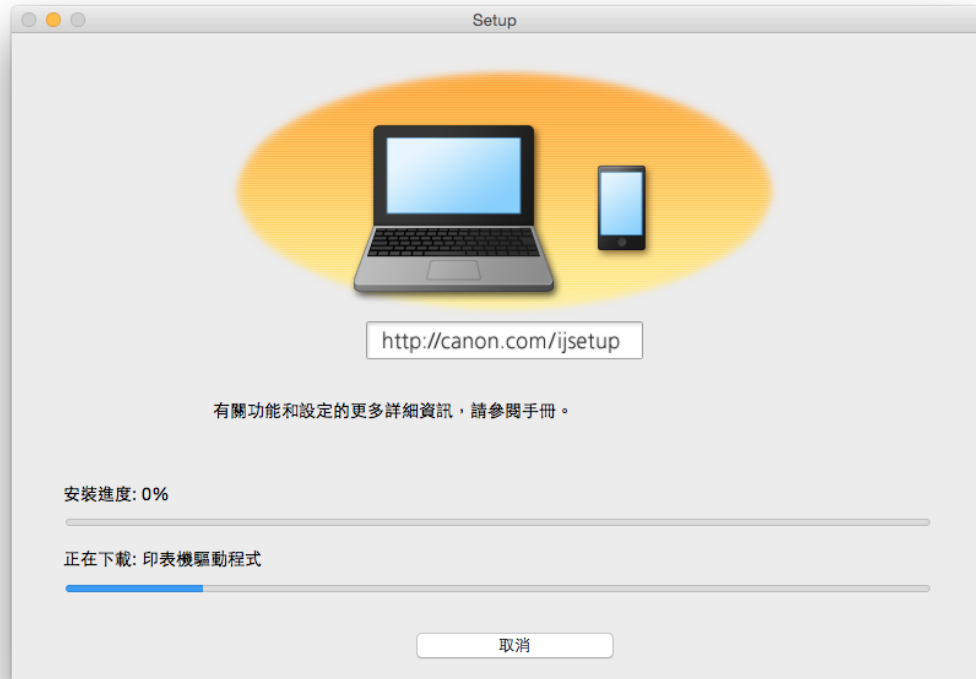 Setup
http://canon.com/ijsetup
有關功能和設定的更多詳細資訊，請參閱手冊。
安裝進度: 0%
正在下載: 印表機驅動程式
取消